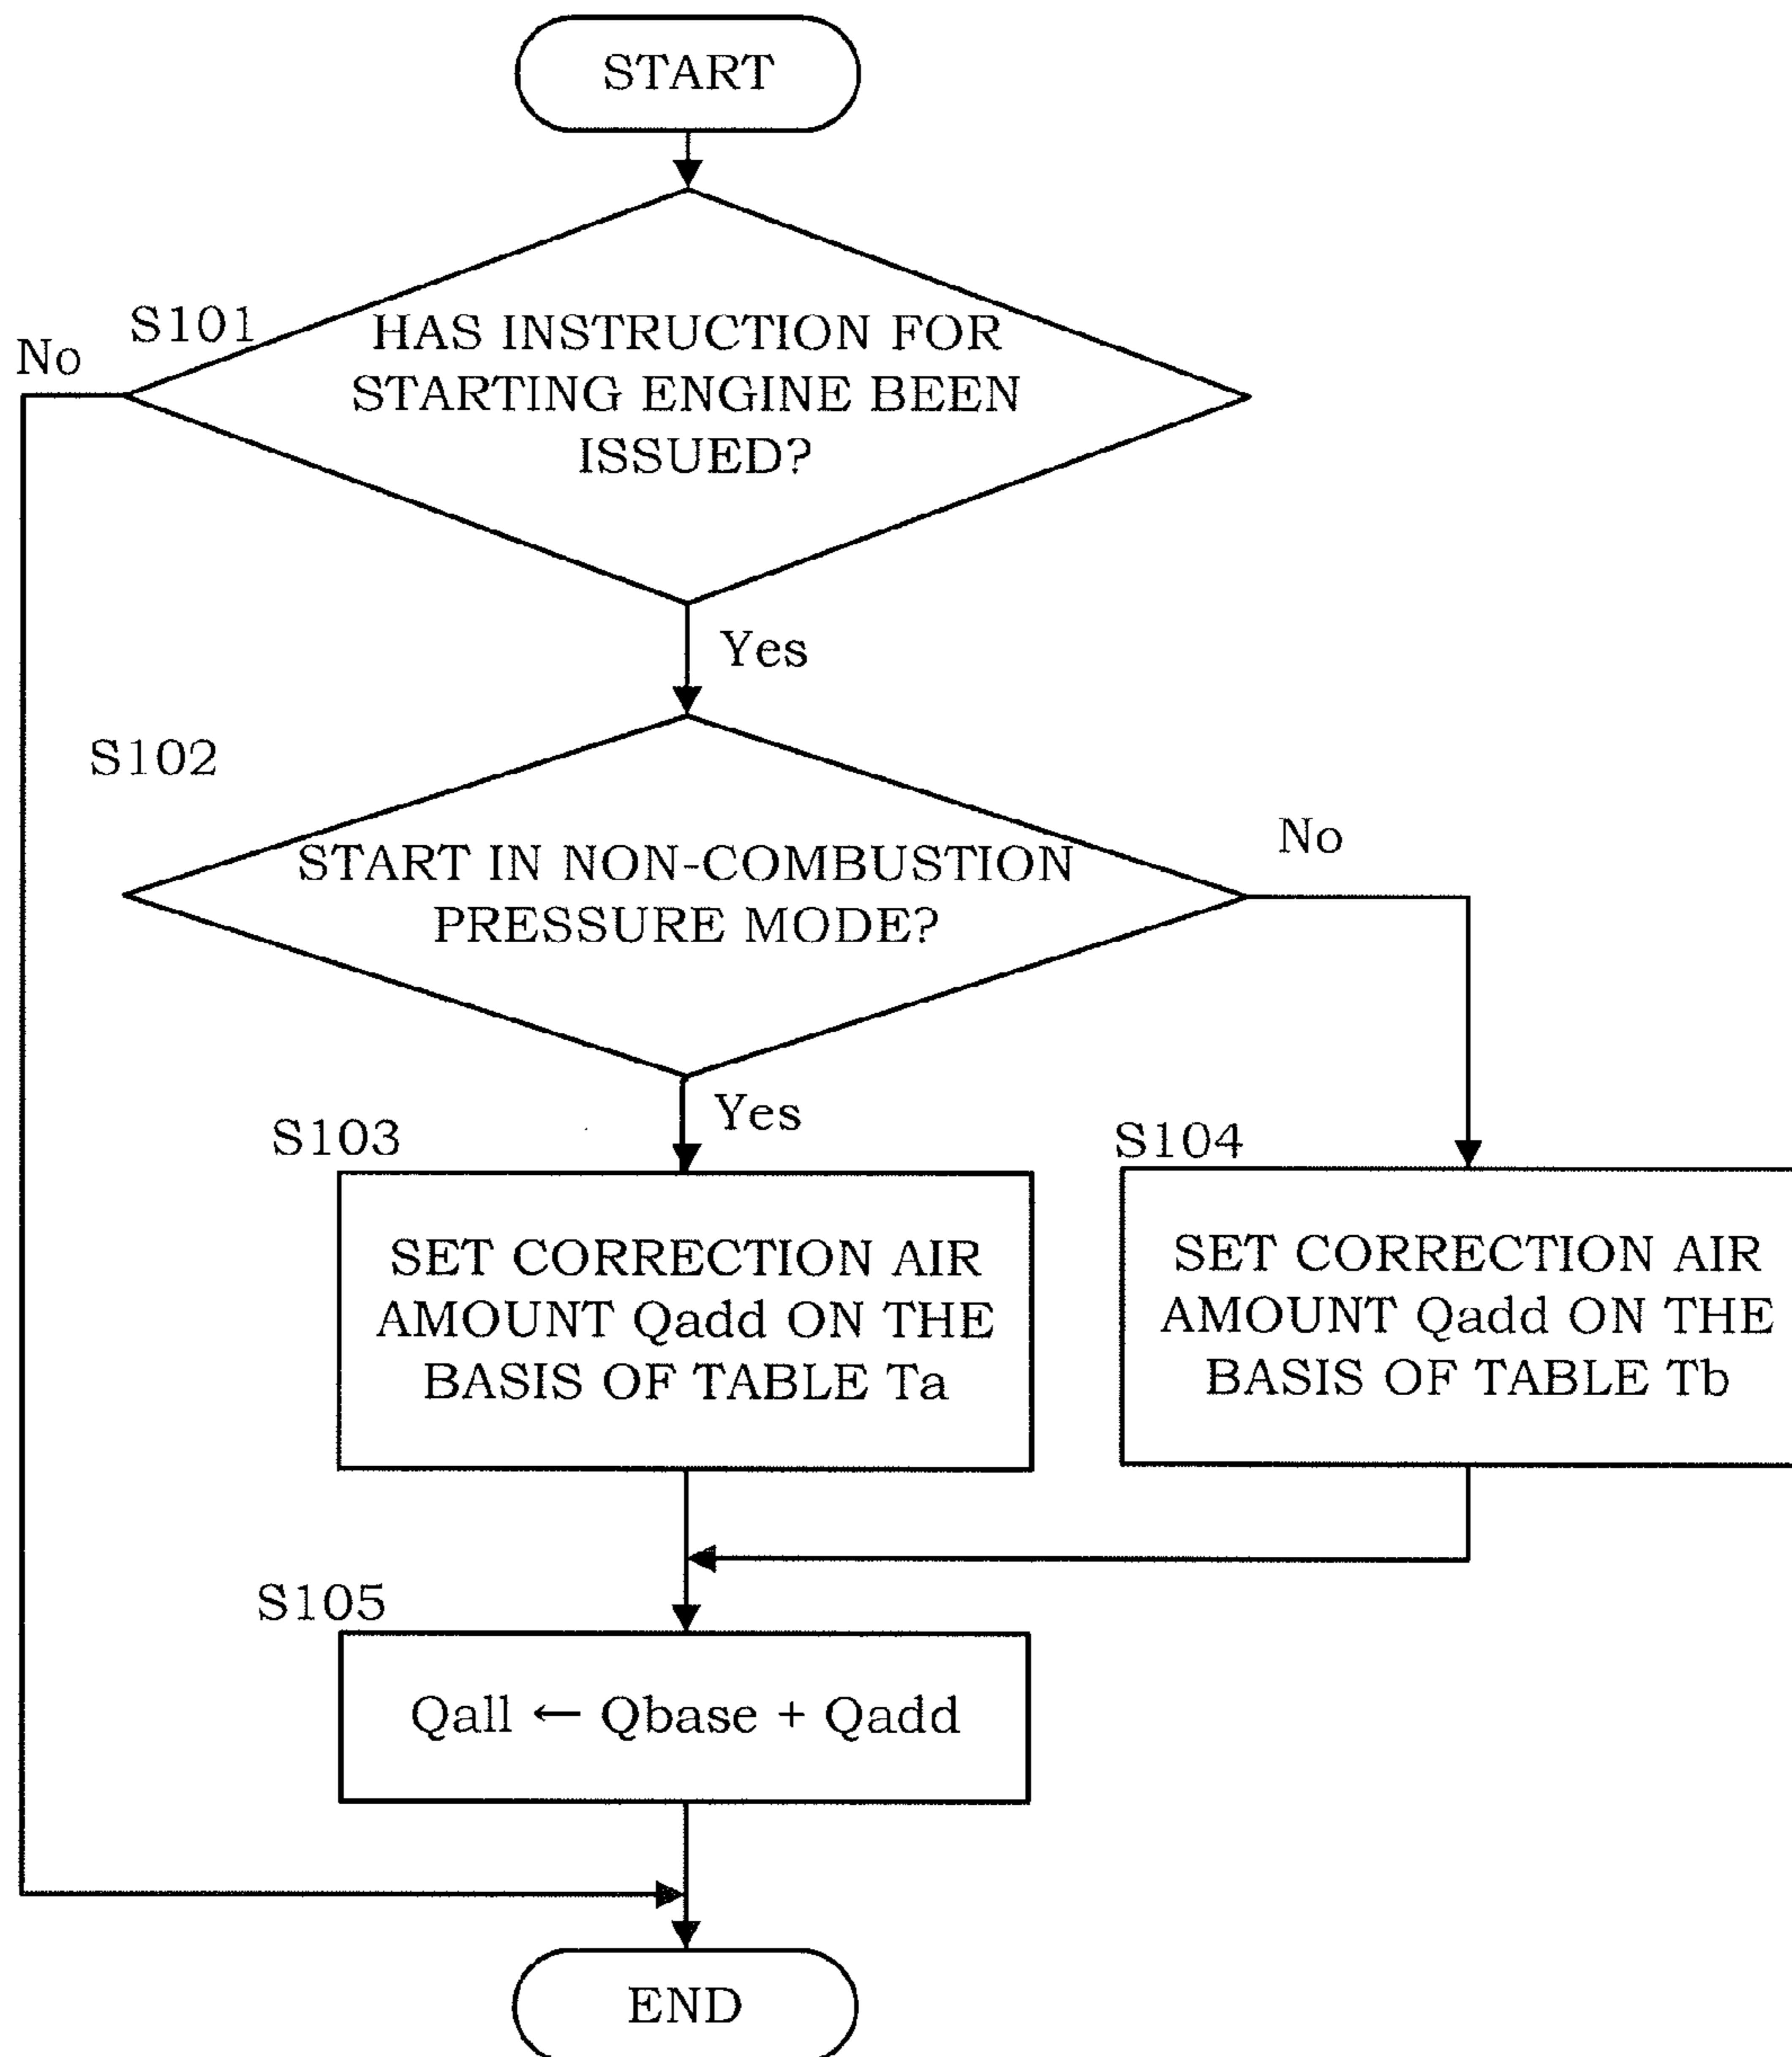 START
S101
No
HAS INSTRUCTION FOR
STARTING ENGINE BEEN
ISSUED?
Yes
S102
START IN NON-COMBUSTION
PRESSURE MODE?
No
Yes
S103
SET CORRECTION AIR
AMOUNT Qadd ON THE
BASIS OF TABLE Ta
S104
SET CORRECTION AIR
AMOUNT Qadd ON THE
BASIS OF TABLE Tb
S105
Qall ← Qbase + Qadd
END